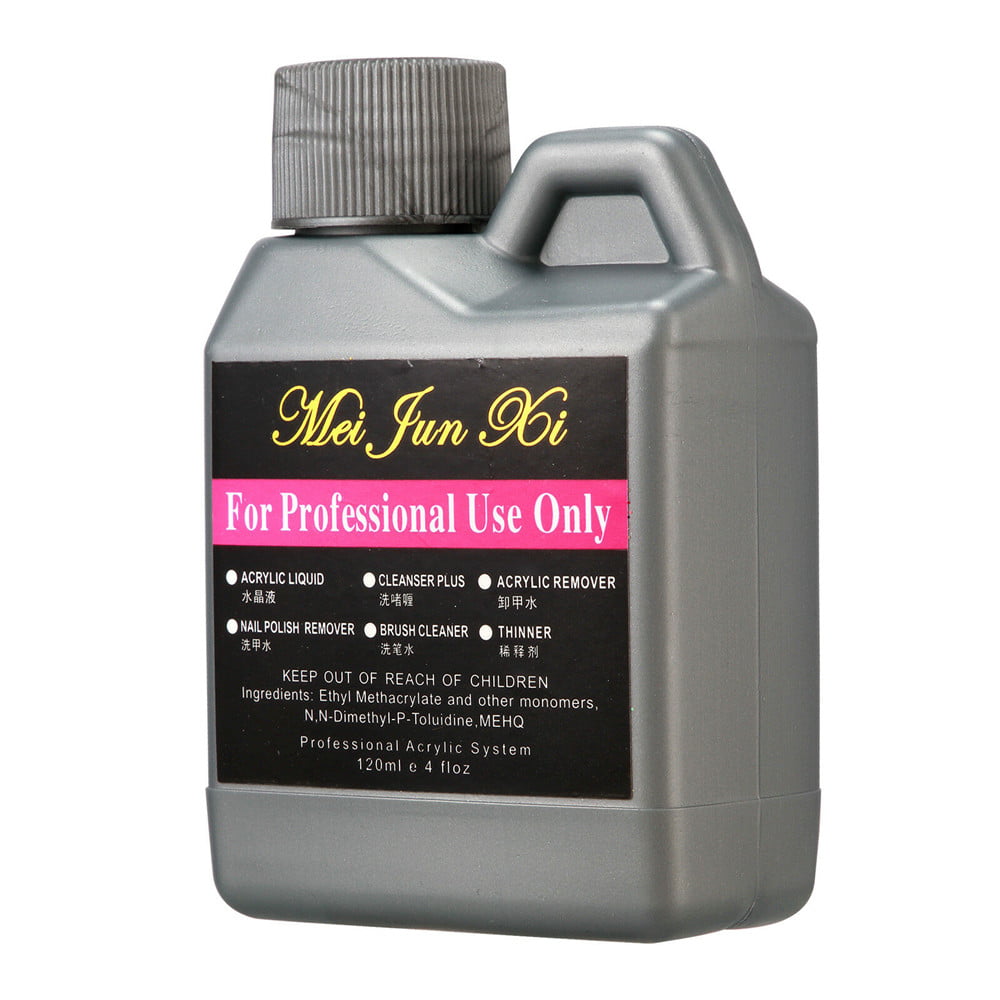 Mei Jun Xi
For Professional Use Only
ACRYLIC LIQUID CLEANSER PLUS ACRYLIC REMOVER
水晶液 洗啫喱 卸甲水
NAIL POLISH REMOVER BRUSH CLEANER THINNER
洗甲水 洗笔水 稀释剂
KEEP OUT OF REACH OF CHILDREN
Ingredients: Ethyl Methacrylate and other monomers,
N,N-Dimethyl-P-Toluidine,MEHQ
Professional Acrylic System
120ml e 4 floz